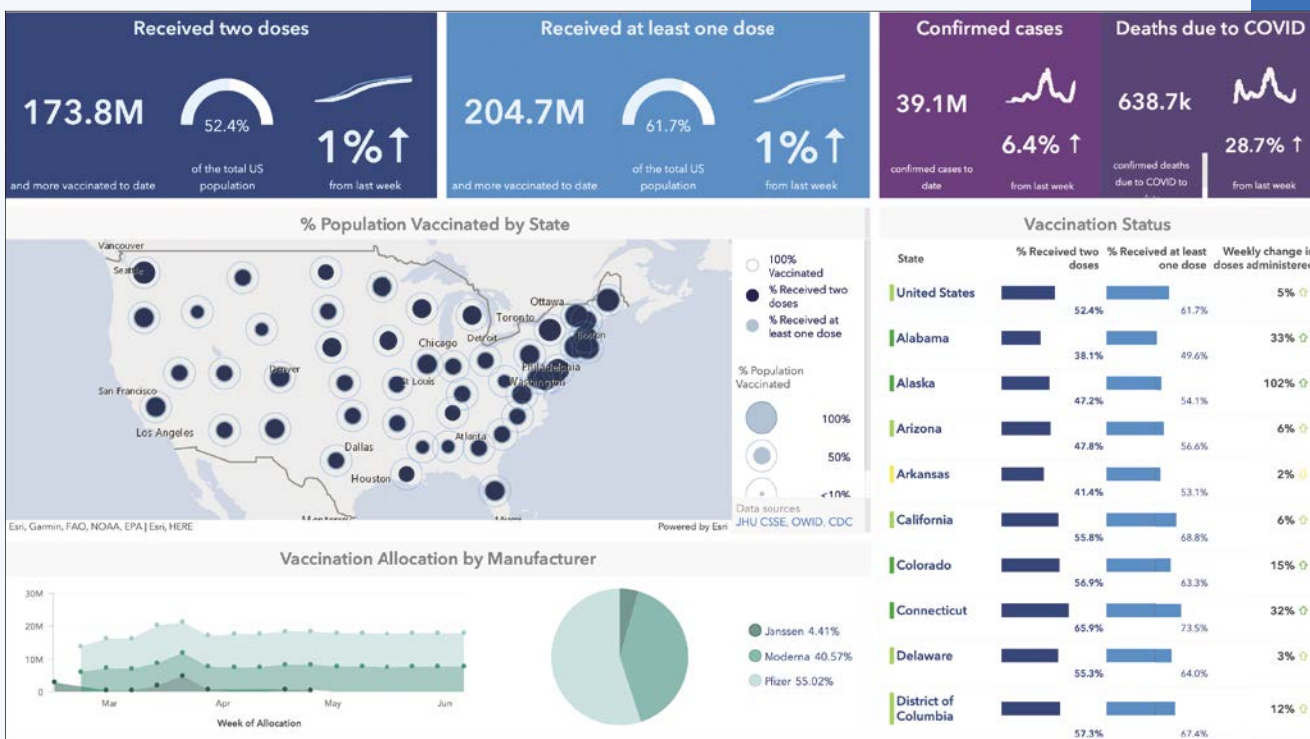 Received two doses
173.8M
and more vaccinated to date
52.4%
of the total US
population
1%↑
from last week
Received at least one dose
204.7M
and more vaccinated to date
61.7%
of the total US
population
1%↑
from last week
Confirmed cases
39.1M
confirmed cases to
date
6.4% ↑
from last week
Deaths due to COVID
638.7k
confirmed deaths
due to COVID to
28.7% ↑
from last week
% Population Vaccinated by State
Vancouver
Seattle
Ottawa
Toronto
Boston
Chicago
Detroit
Philadelphia
Denver
St Louis
Washington
San Francisco
Los Angeles
Atlanta
Dallas
Houston
Miami
Esri, Garmin, FAO, NOAA, EPA | Esri, HERE
Powered by Esri
100%
Vaccinated
% Received two
doses
% Received at
least one dose
% Population
Vaccinated
100%
50%
<10%
Data sources
JHU CSSE, OWID, CDC
Vaccination Allocation by Manufacturer
30M
20M
10M
0
Mar
Apr
May
Jun
Week of Allocation
Janssen 4.41%
Moderna 40.57%
Pfizer 55.02%
Vaccination Status
State
% Received two
doses
% Received at least
one dose
Weekly change in
doses administered
United States
52.4%
61.7%
5%
Alabama
38.1%
49.6%
33%
Alaska
47.2%
54.1%
102%
Arizona
47.8%
56.6%
6%
Arkansas
41.4%
53.1%
2%
California
55.8%
68.8%
6%
Colorado
56.9%
63.3%
15%
Connecticut
65.9%
73.5%
32%
Delaware
55.3%
64.0%
3%
District of
Columbia
57.3%
67.4%
12%